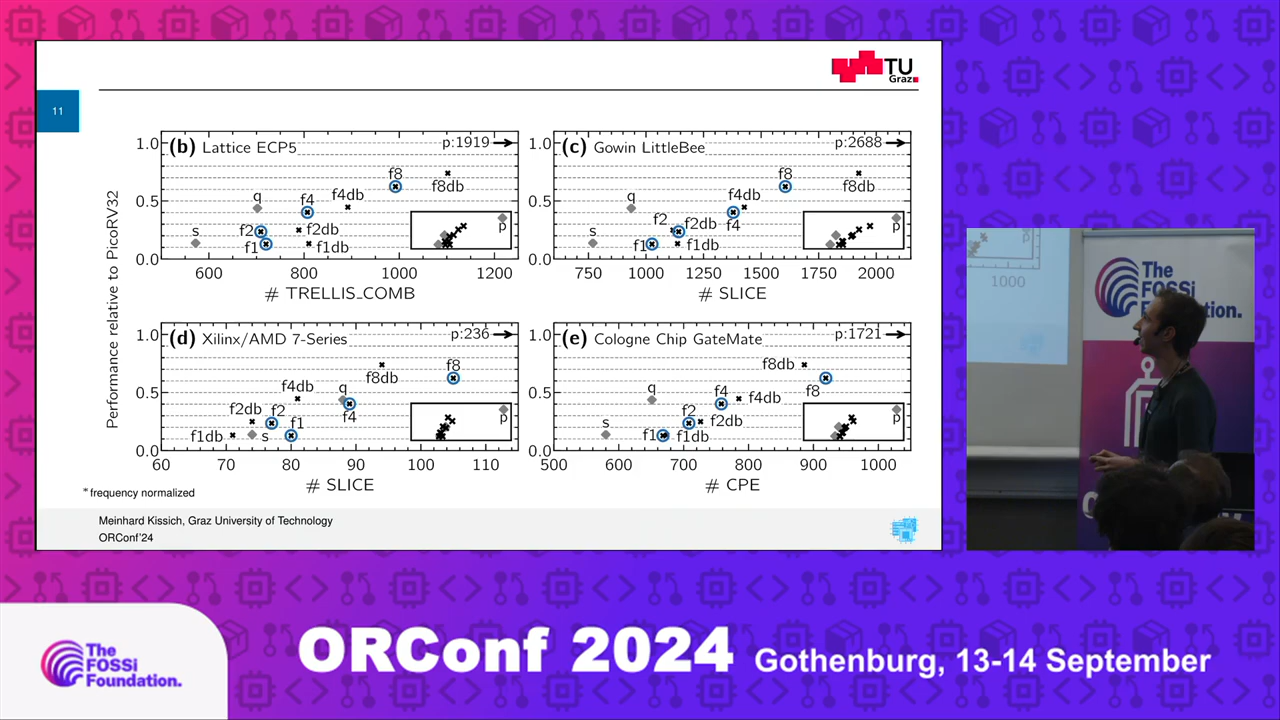 TU
Graz
11
Performance relative to PicoRV32
(b) Lattice ECP5
p:1919
1.0
0.5
0.0
s
q
f2
f1
f4
f2db
f1db
f4db
f8
f8db
p
600
800
1000
1200
# TRELLIS_COMB
(c) Gowin LittleBee
p:2688
1.0
0.5
0.0
s
q
f2
f1
f2db
f1db
f4db
f4
f8
f8db
p
750
1000
1250
1500
1750
2000
# SLICE
(d) Xilinx/AMD 7-Series
p:236
1.0
0.5
0.0
f1db
f2db
f2
s
f1
f4db
q
f4
f8db
f8
p
60
70
80
90
100
110
# SLICE
(e) Cologne Chip GateMate
p:1721
1.0
0.5
0.0
s
q
f1
f2
f1db
f2db
f4
f4db
f8db
f8
p
500
600
700
800
900
1000
# CPE
*frequency normalized
Meinhard Kissich, Graz University of Technology
ORConf'24
1000
The
FOSSi
Foundation.
ORConf 2024 Gothenburg, 13-14 September
The
FOSSi
Foundation.